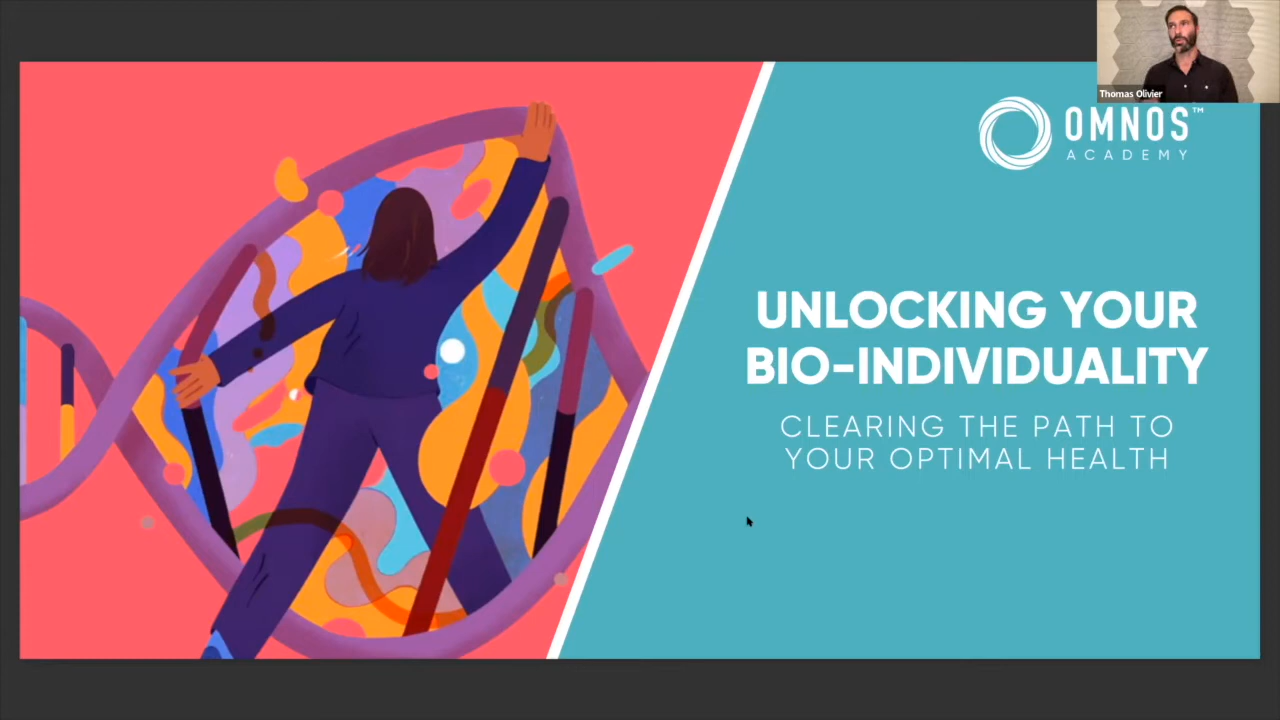 Thomas Olivier
OMNOS™
ACADEMY
UNLOCKING YOUR
BIO-INDIVIDUALITY
CLEARING THE PATH TO
YOUR OPTIMAL HEALTH